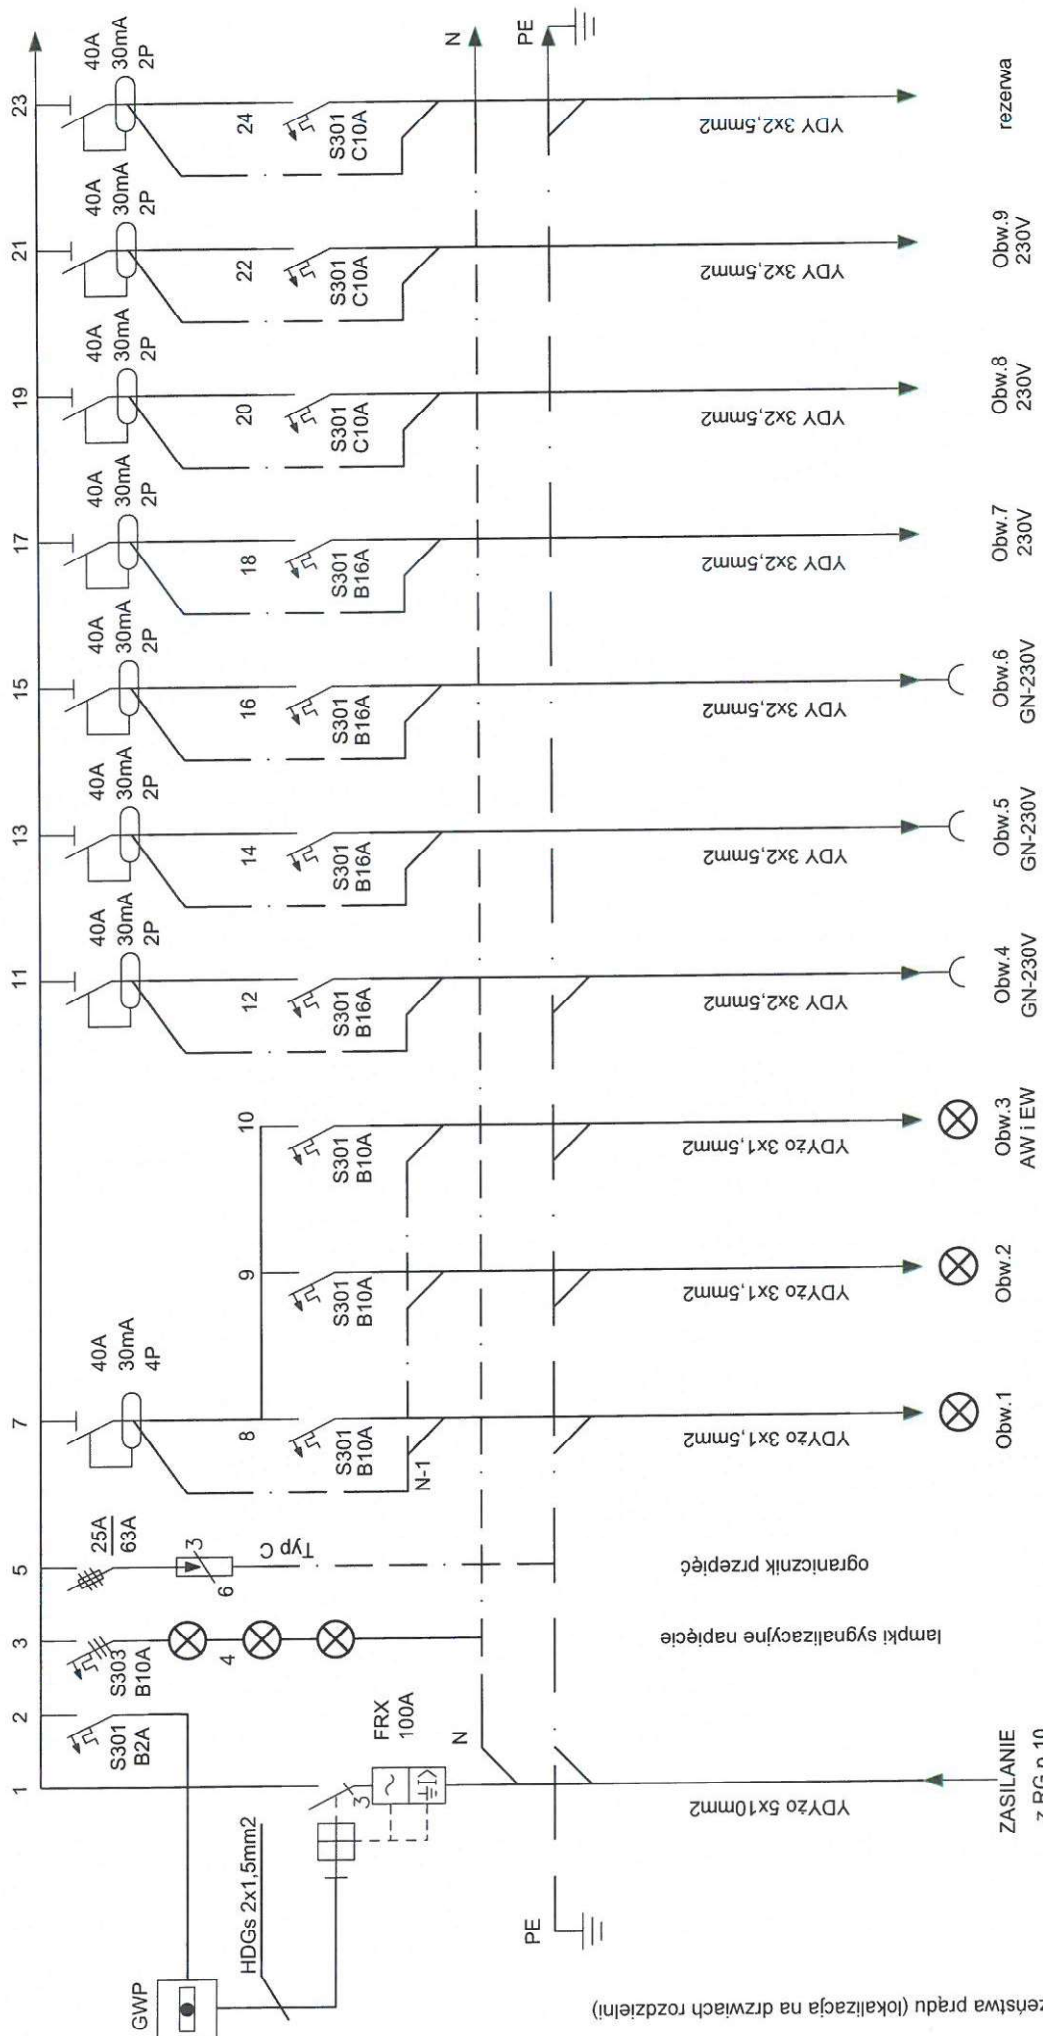 1
2
3
5
7
11
13
15
17
19
21
23
S301
B2A
S303
B10A
25A
63A
40A
30mA
4P
40A
30mA
2P
40A
30mA
2P
40A
30mA
2P
40A
30mA
2P
40A
30mA
2P
40A
30mA
2P
40A
30mA
2P
GWP
HDGs 2x1,5mm2
3
FRX
100A
4
6
3
Typ C
8
9
10
12
14
16
18
20
22
24
N-1
S301
B10A
S301
B10A
S301
B10A
S301
B16A
S301
B16A
S301
B16A
S301
B16A
S301
C10A
S301
C10A
S301
C10A
N
N
PE
PE
YDYżo 5x10mm2
lampki sygnalizacyjne napięcie
ogranicznik przepięć
YDYżo 3x1,5mm2
YDYżo 3x1,5mm2
YDYżo 3x1,5mm2
YDY 3x2,5mm2
YDY 3x2,5mm2
YDY 3x2,5mm2
YDY 3x2,5mm2
YDY 3x2,5mm2
YDY 3x2,5mm2
YDY 3x2,5mm2
ZASILANIE
z RG p.10
Obw.1
Obw.2
Obw.3
AW i EW
Obw.4
GN-230V
Obw.5
GN-230V
Obw.6
GN-230V
Obw.7
230V
Obw.8
230V
Obw.9
230V
rezerwa
prądu (lokalizacja na drzwiach rozdzielni)